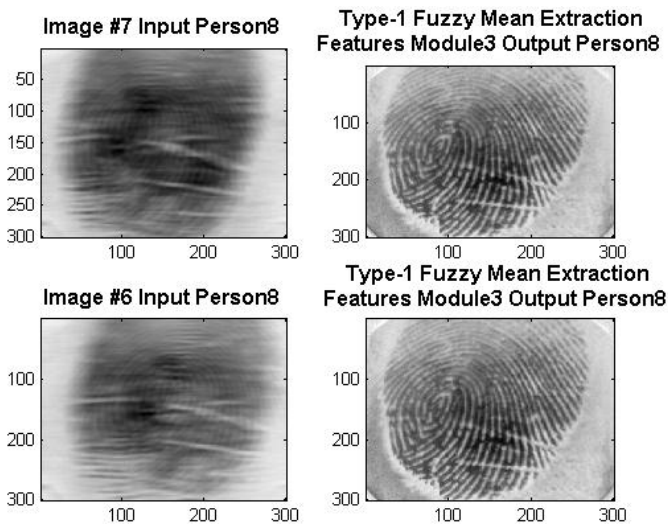 Image #7 Input Person8
50
100
150
200
250
300
100 200 300
Type-1 Fuzzy Mean Extraction
Features Module3 Output Person8
100
200
300
100 200 300
Image #6 Input Person8
100
200
300
100 200 300
Type-1 Fuzzy Mean Extraction
Features Module3 Output Person8
100
200
300
100 200 300